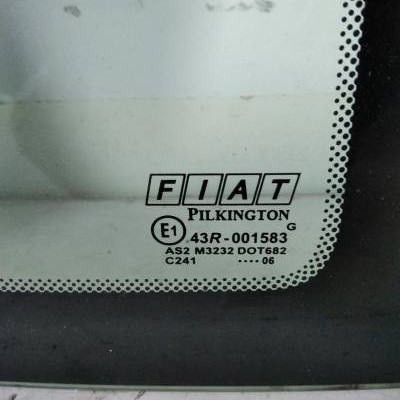 FIAT
PILKINGTON
G
E1 43R-001583
AS2 M3232 DOT682
C241 •••• 06